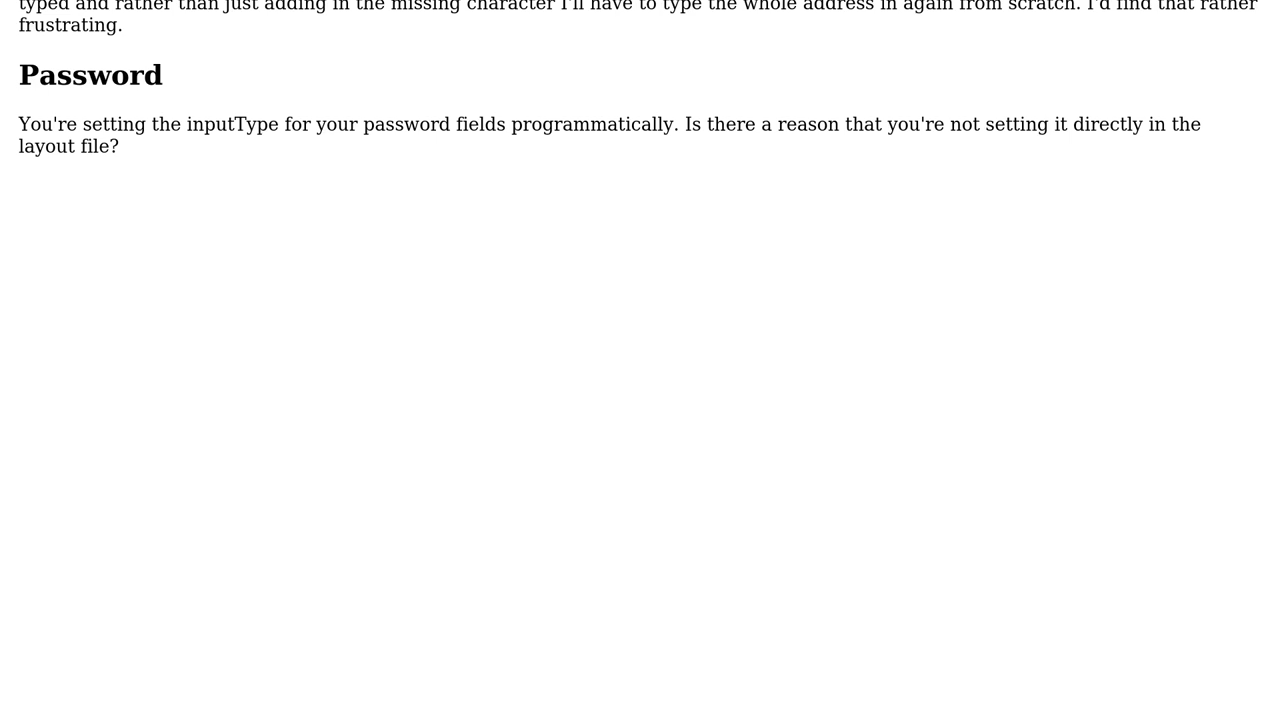 typed and rather than just adding in the missing character I'll have to type the whole address in again from scratch. I'd find that rather
frustrating.
Password
You're setting the inputType for your password fields programmatically. Is there a reason that you're not setting it directly in the
layout file?